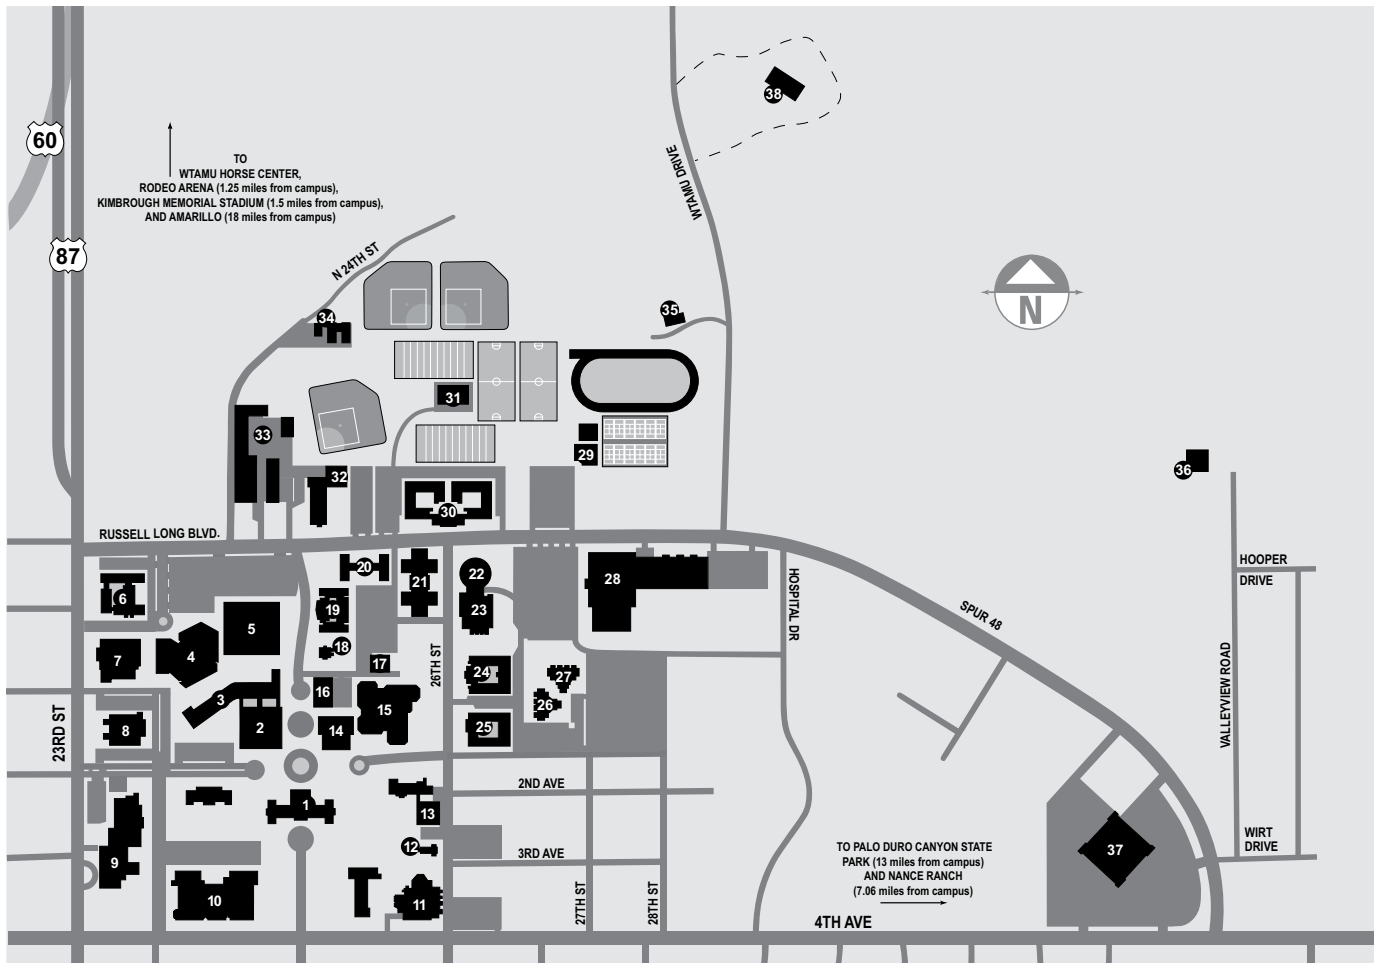 38
60
WTAMU DRIVE
TO
WTAMU HORSE CENTER,
RODEO ARENA (1.25 miles from campus),
KIMBROUGH MEMORIAL STADIUM (1.5 miles from campus),
AND AMARILLO (18 miles from campus)
87
N 24TH ST
N
35
34
31
33
29
36
32
30
RUSSELL LONG BLVD.
HOOPER
DRIVE
20
21
22
28
HOSPITAL DR
6
19
23
SPUR 48
5
18
4
7
17
26TH ST
24
27
VALLEYVIEW ROAD
3
16
15
26
23RD ST
8
2
14
25
2ND AVE
1
13
WIRT
DRIVE
12
3RD AVE
TO PALO DURO CANYON STATE
PARK (13 miles from campus)
AND NANCE RANCH
(7.06 miles from campus)
37
9
10
11
27TH ST
28TH ST
4TH AVE